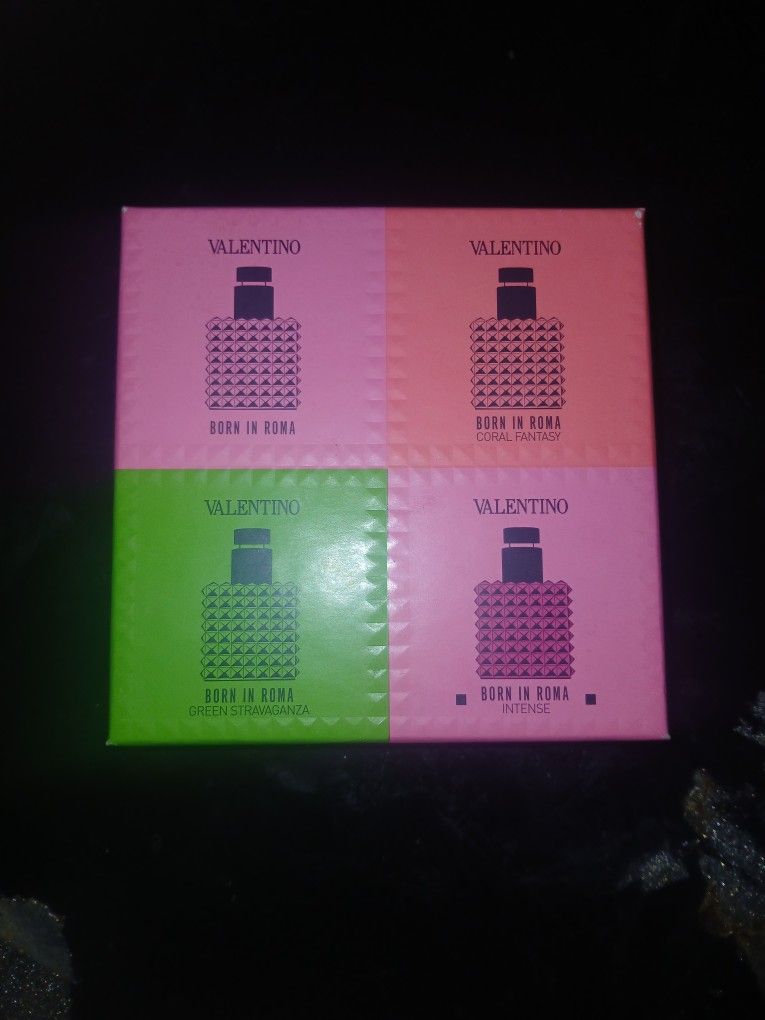 VALENTINO
BORN IN ROMA
VALENTINO
BORN IN ROMA
CORAL FANTASY
VALENTINO
BORN IN ROMA
GREEN STRAVAGANZA
VALENTINO
BORN IN ROMA
INTENSE